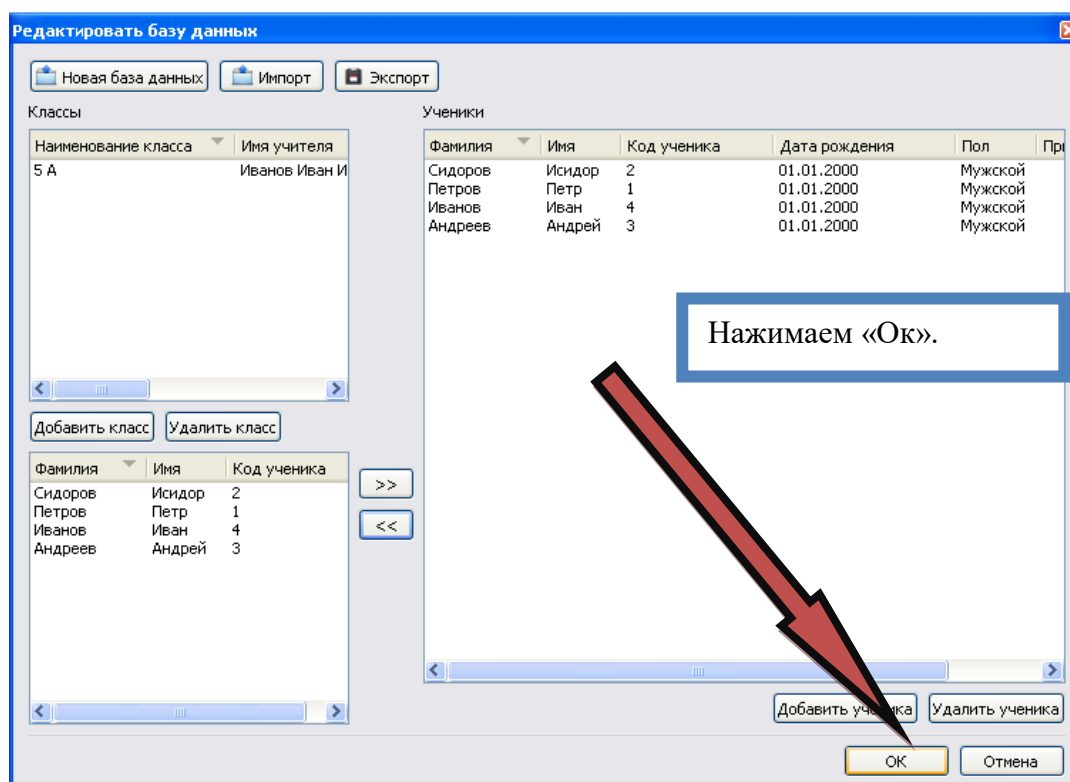 Редактировать базу данных
Новая база данных Импорт Экспорт
Классы
Наименование класса Имя учителя
5 А Иванов Иван И
Добавить класс Удалить класс
Фамилия Имя Код ученика
Сидоров Исидор 2
Петров Петр 1
Иванов Иван 4
Андреев Андрей 3
>>
<<
Ученики
Фамилия Имя Код ученика Дата рождения Пол При
Сидоров Исидор 2 01.01.2000 Мужской
Петров Петр 1 01.01.2000 Мужской
Иванов Иван 4 01.01.2000 Мужской
Андреев Андрей 3 01.01.2000 Мужской
Нажимаем «Ок».
Добавить ученика Удалить ученика
ОК Отмена